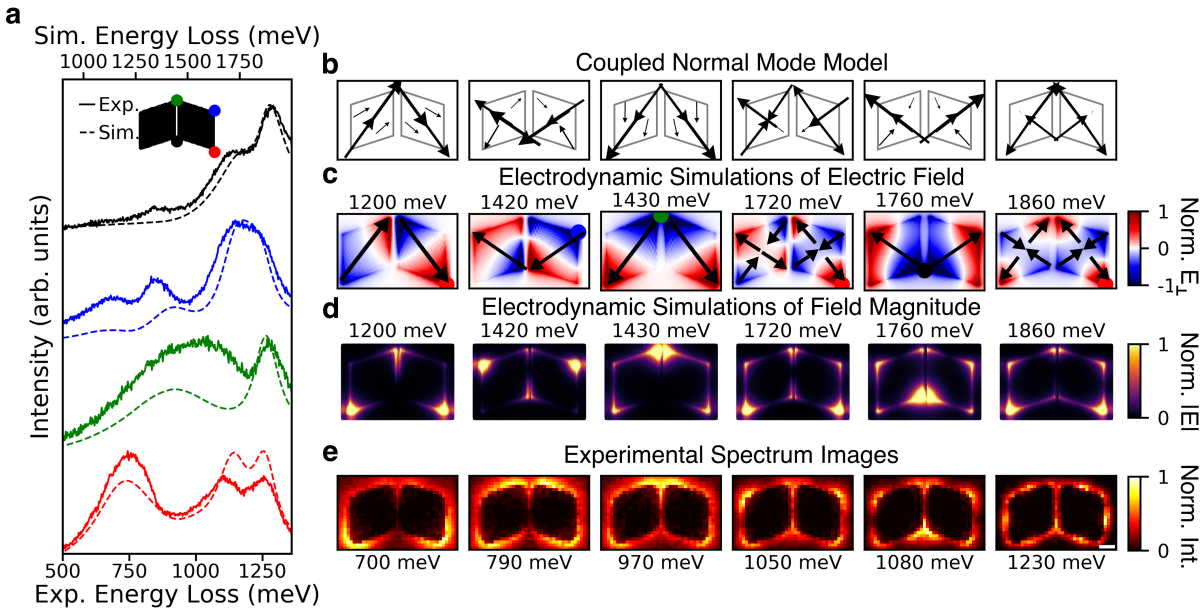 a
Sim. Energy Loss (meV)
1000 1250 1500 1750
Exp.
Sim.
Intensity (arb. units)
500 750 1000 1250
Exp. Energy Loss (meV)
b
Coupled Normal Mode Model
c
Electrodynamic Simulations of Electric Field
1200 meV 1420 meV 1430 meV 1720 meV 1760 meV 1860 meV
1
0
-1
Norm. E⊥
d
Electrodynamic Simulations of Field Magnitude
1200 meV 1420 meV 1430 meV 1720 meV 1760 meV 1860 meV
1
0
Norm. |E|
e
Experimental Spectrum Images
700 meV 790 meV 970 meV 1050 meV 1080 meV 1230 meV
1
0
Norm. Int.